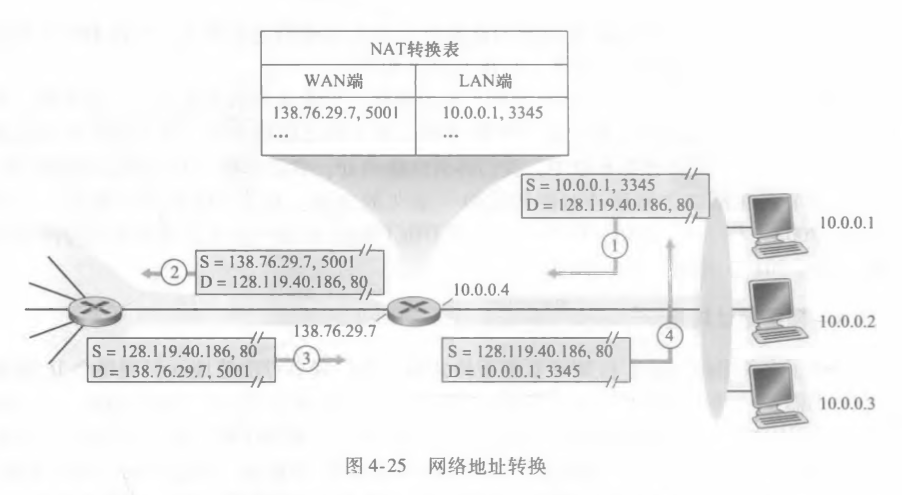 NAT转换表
WAN端 LAN端
138.76.29.7, 5001 10.0.0.1, 3345
... ...
S = 10.0.0.1, 3345
D = 128.119.40.186, 80
1
10.0.0.1
2
S = 138.76.29.7, 5001
D = 128.119.40.186, 80
10.0.0.4
138.76.29.7
4
10.0.0.2
S = 128.119.40.186, 80
D = 138.76.29.7, 5001
3
S = 128.119.40.186, 80
D = 10.0.0.1, 3345
10.0.0.3
图 4-25 网络地址转换